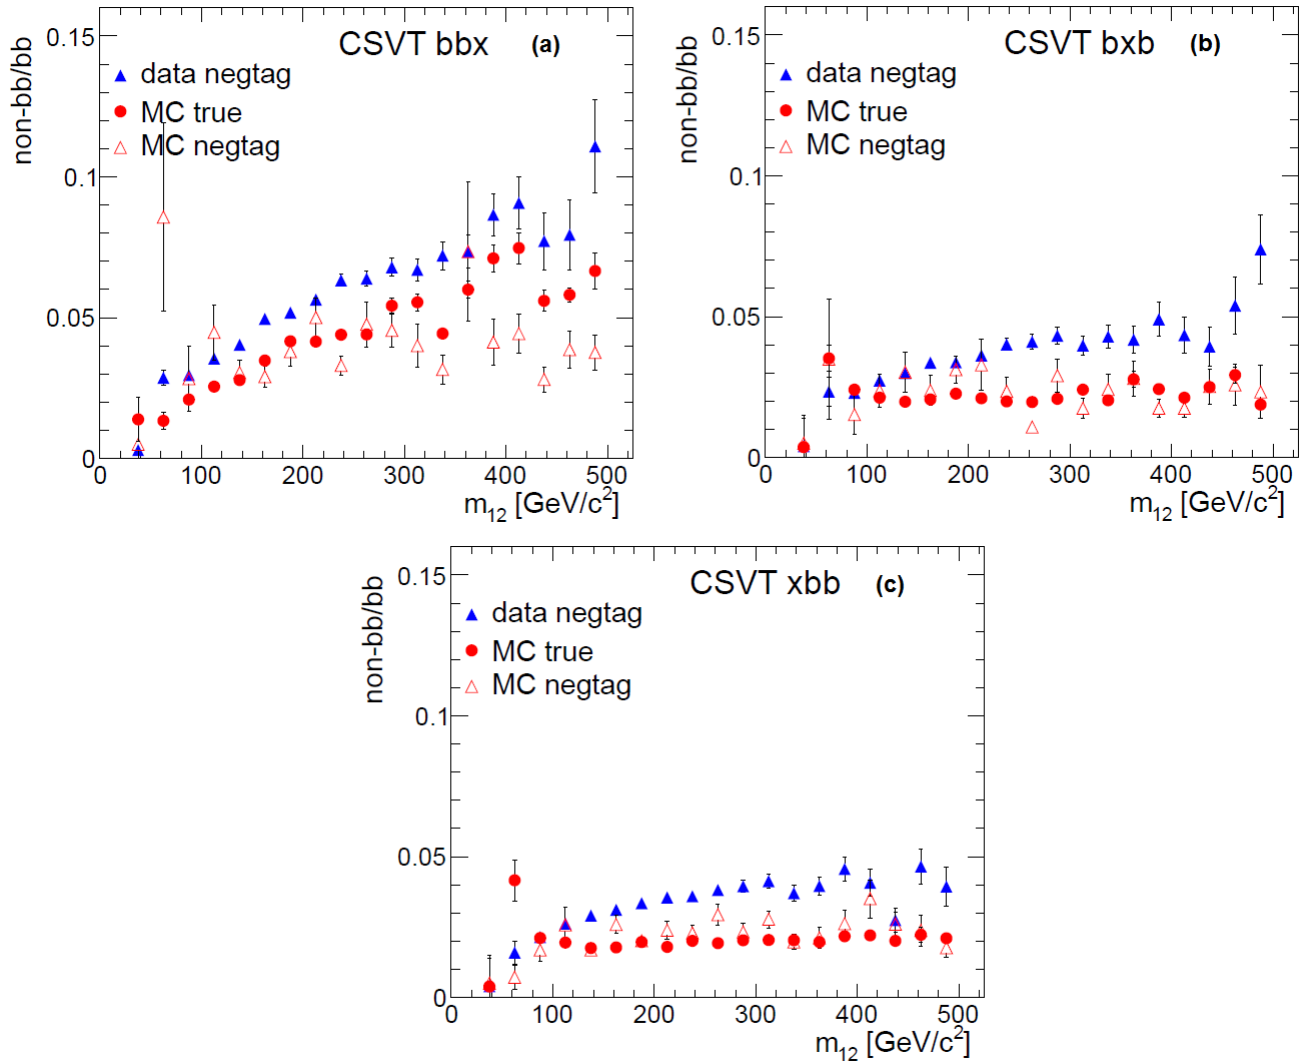 CSVT bbx (a)
non-bb/bb
data negtag
MC true
MC negtag
0.15
0.1
0.05
0
0 100 200 300 400 500
m₁₂ [GeV/c²]
CSVT bxb (b)
non-bb/bb
data negtag
MC true
MC negtag
0.15
0.1
0.05
0
0 100 200 300 400 500
m₁₂ [GeV/c²]
CSVT xbb (c)
non-bb/bb
data negtag
MC true
MC negtag
0.15
0.1
0.05
0
0 100 200 300 400 500
m₁₂ [GeV/c²]